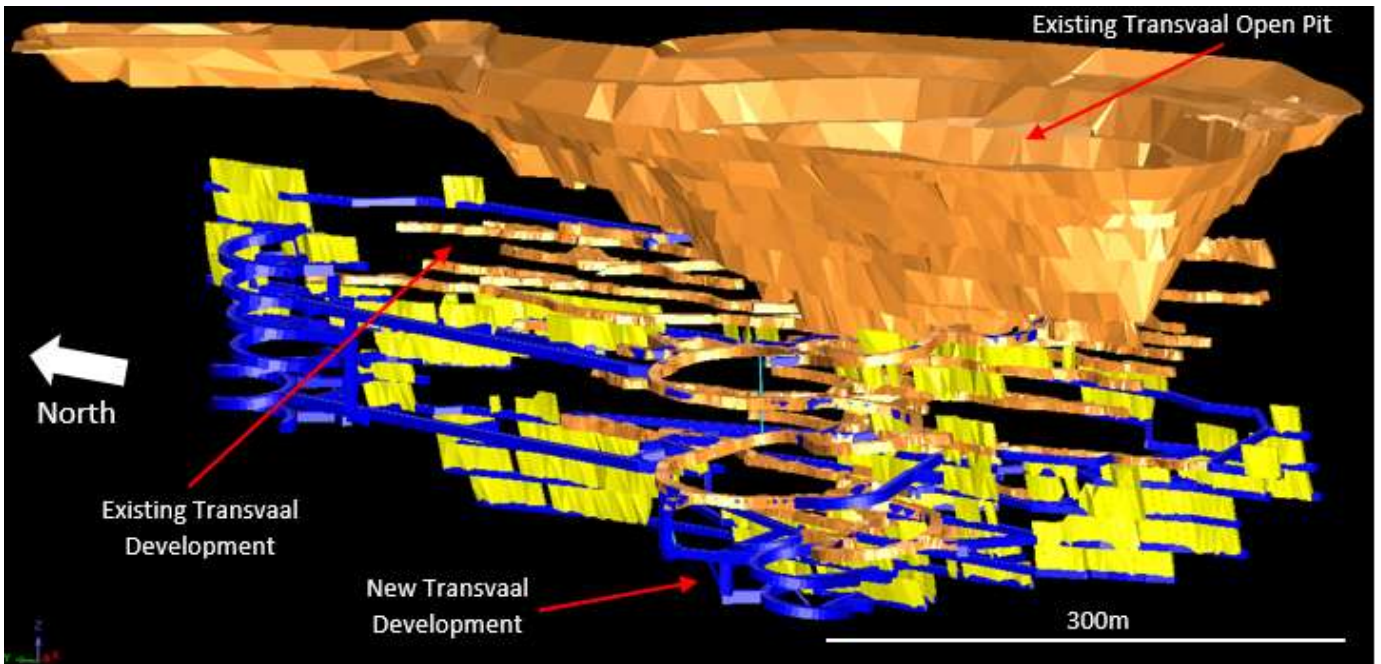 Existing Transvaal Open Pit
North
Existing Transvaal
Development
New Transvaal
Development
300m
Z